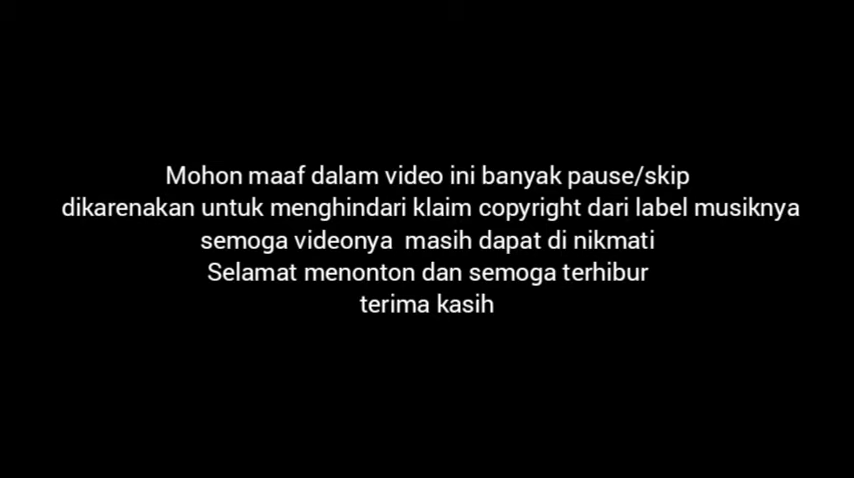 Mohon maaf dalam video ini banyak pause/skip
dikarenakan untuk menghindari klaim copyright dari label musiknya
semoga videonya  masih dapat di nikmati
Selamat menonton dan semoga terhibur
terima kasih